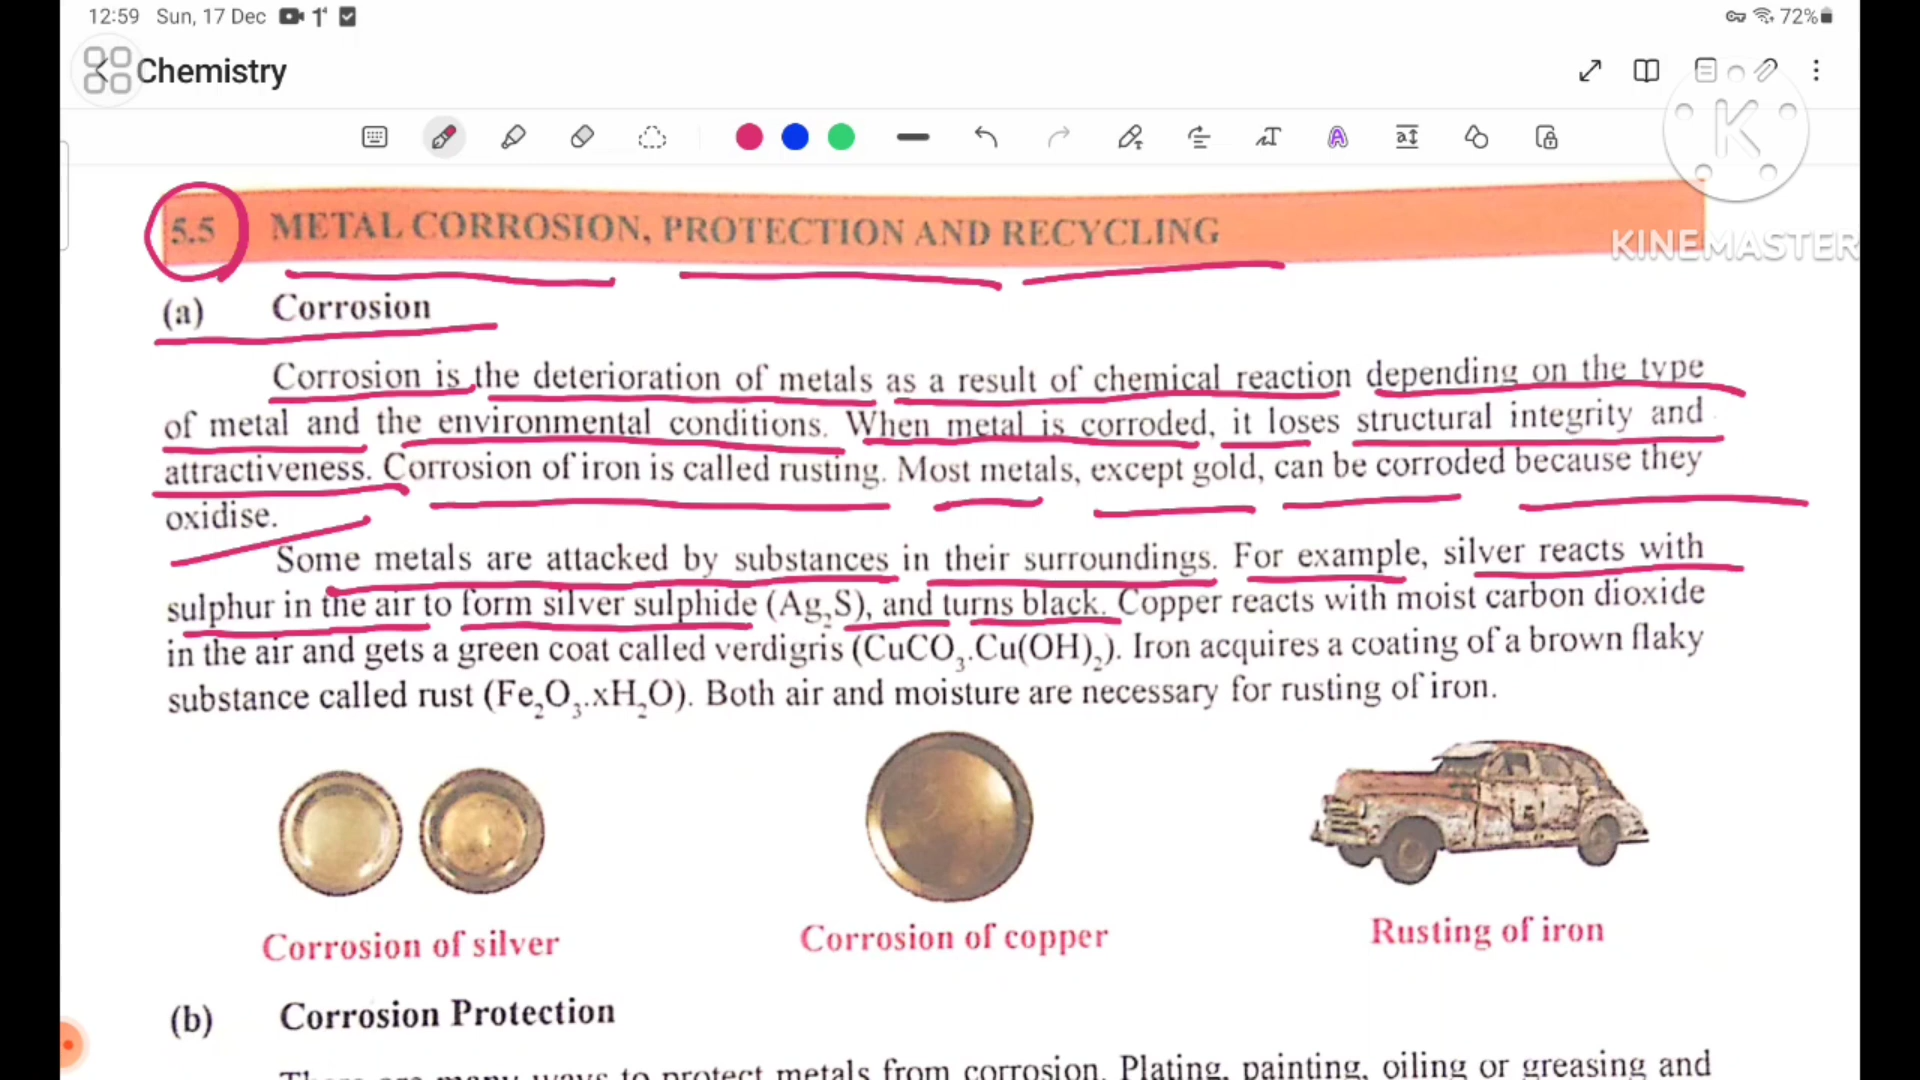 12:59 Sun, 17 Dec
72%
Chemistry
K
KINEMASTER
5.5 METAL CORROSION, PROTECTION AND RECYCLING
(a) Corrosion
Corrosion is the deterioration of metals as a result of chemical reaction depending on the type
of metal and the environmental conditions. When metal is corroded, it loses structural integrity and
attractiveness. Corrosion of iron is called rusting. Most metals, except gold, can be corroded because they
oxidise.
Some metals are attacked by substances in their surroundings. For example, silver reacts with
sulphur in the air to form silver sulphide (Ag₂S), and turns black. Copper reacts with moist carbon dioxide
in the air and gets a green coat called verdigris (CuCO₃.Cu(OH)₂). Iron acquires a coating of a brown flaky
substance called rust (Fe₂O₃.xH₂O). Both air and moisture are necessary for rusting of iron.
Corrosion of silver
Corrosion of copper
Rusting of iron
(b) Corrosion Protection
There are many ways to protect metals from corrosion. Plating, painting, oiling or greasing and